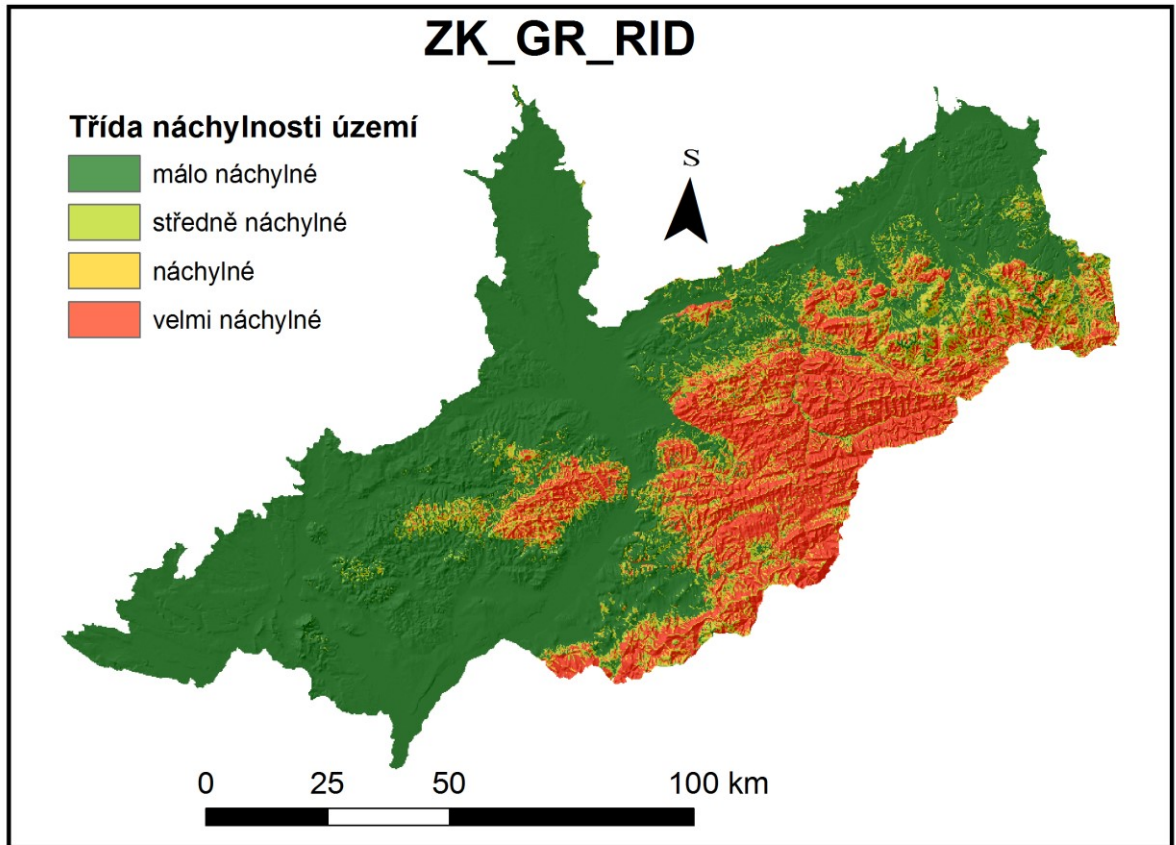 ZK_GR_RID
Třída náchylnosti území
málo náchylné
středně náchylné
náchylné
velmi náchylné
S
0 25 50 100 km